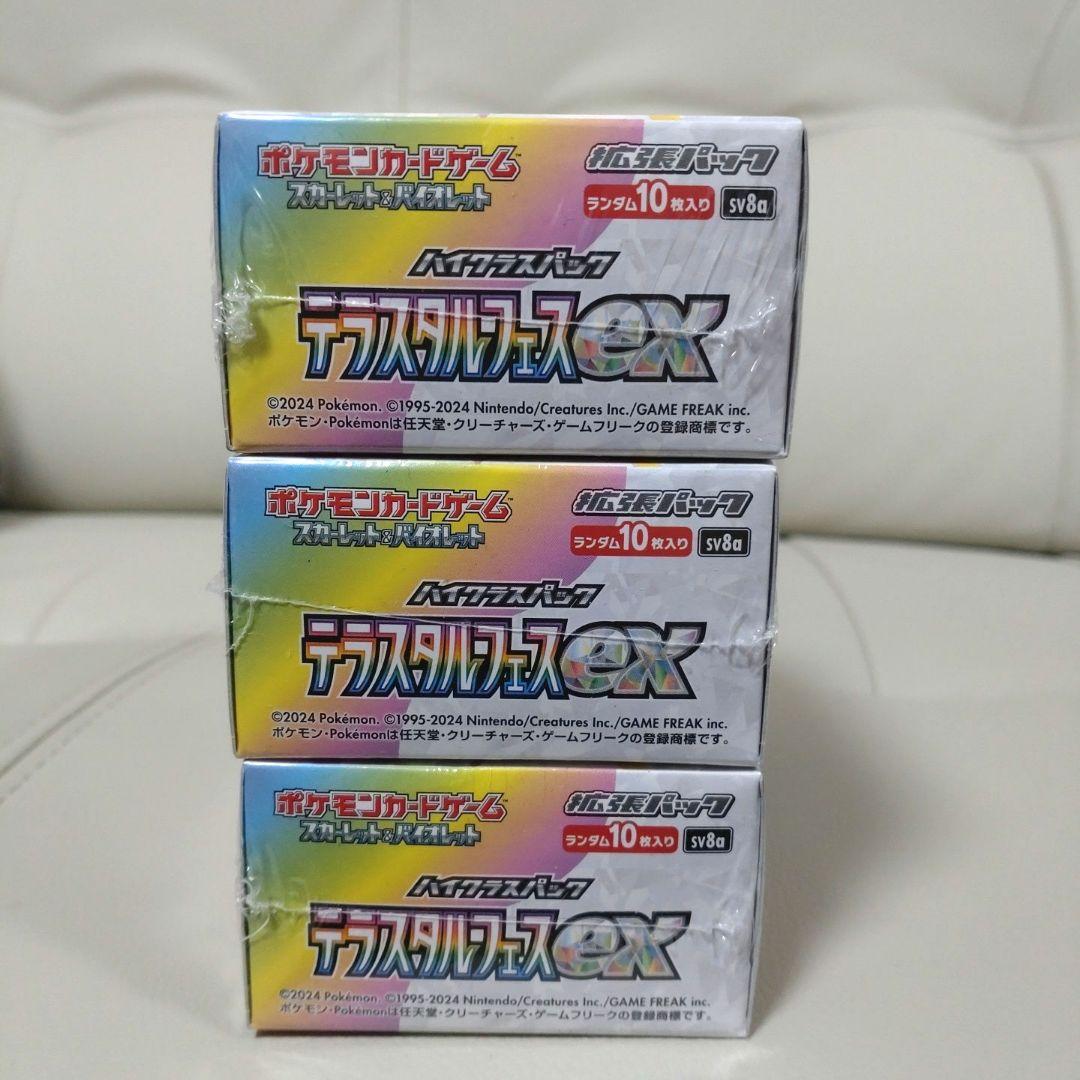 ポケモンカードゲーム™
スカーレット&バイオレット
拡張パック
ランダム10枚入り sv8a
ハイクラスパック
テラスタルフェスex
©2024 Pokémon. ©1995-2024 Nintendo/Creatures Inc./GAME FREAK inc.
ポケモン・Pokémonは任天堂・クリーチャーズ・ゲームフリークの登録商標です。
ポケモンカードゲーム™
スカーレット&バイオレット
拡張パック
ランダム10枚入り sv8a
ハイクラスパック
テラスタルフェスex
©2024 Pokémon. ©1995-2024 Nintendo/Creatures Inc./GAME FREAK inc.
ポケモン・Pokémonは任天堂・クリーチャーズ・ゲームフリークの登録商標です。
ポケモンカードゲーム™
スカーレット&バイオレット
拡張パック
ランダム10枚入り sv8a
ハイクラスパック
テラスタルフェスex
©2024 Pokémon. ©1995-2024 Nintendo/Creatures Inc./GAME FREAK inc.
ポケモン・Pokémonは任天堂・クリーチャーズ・ゲームフリークの登録商標です。